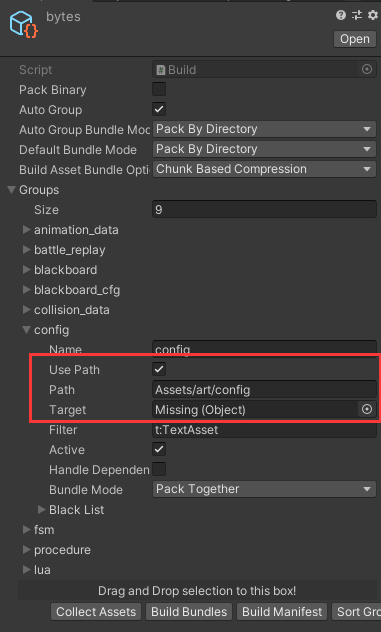 bytes
Open
Script Build
Pack Binary
Auto Group
Auto Group Bundle Mod Pack By Directory
Default Bundle Mode Pack By Directory
Build Asset Bundle Opti Chunk Based Compression
Groups
Size 9
animation_data
battle_replay
blackboard
blackboard_cfg
collision_data
config
Name config
Use Path
Path Assets/art/config
Target Missing (Object)
Filter t:TextAsset
Active
Handle Dependen
Bundle Mode Pack Together
Black List
fsm
procedure
lua
Drag and Drop selection to this box!
Collect Assets Build Bundles Build Manifest Sort Gro